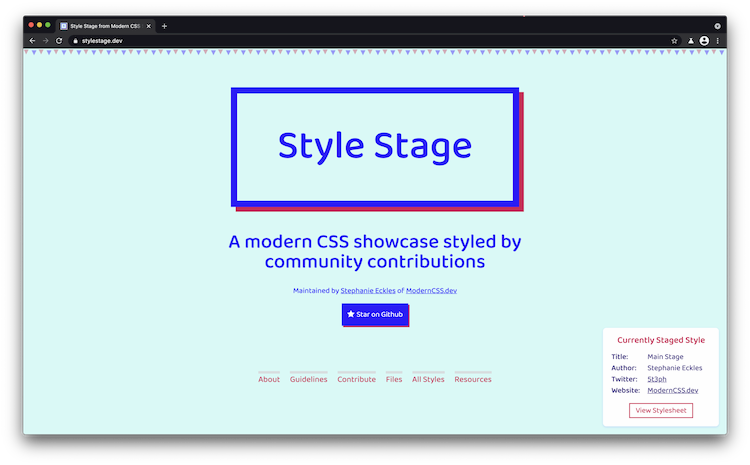 Style Stage from Modern CSS
stylestage.dev
Style Stage
A modern CSS showcase styled by
community contributions
Maintained by Stephanie Eckles of ModernCSS.dev
Star on Github
About Guidelines Contribute Files All Styles Resources
Currently Staged Style
Title: Main Stage
Author: Stephanie Eckles
Twitter: 5t3ph
Website: ModernCSS.dev
View Stylesheet